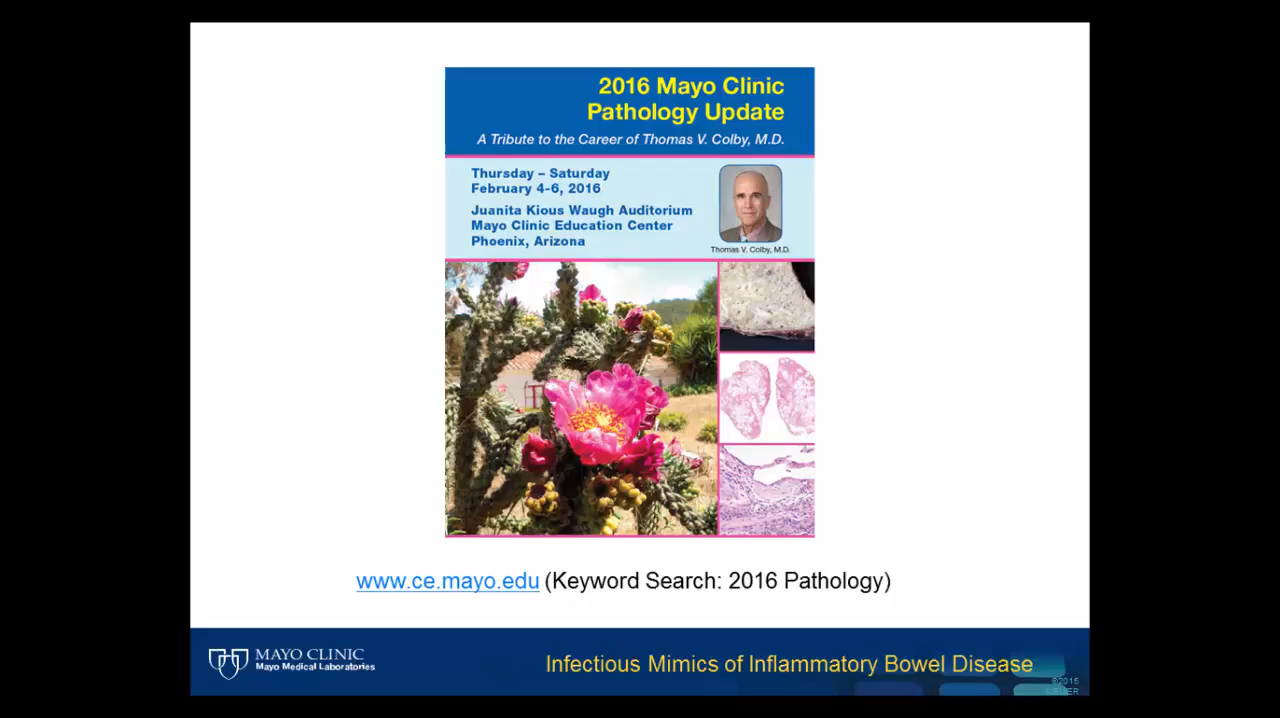 2016 Mayo Clinic
Pathology Update
A Tribute to the Career of Thomas V. Colby, M.D.
Thursday – Saturday
February 4-6, 2016
Juanita Kious Waugh Auditorium
Mayo Clinic Education Center
Phoenix, Arizona
Thomas V. Colby, M.D.
www.ce.mayo.edu (Keyword Search: 2016 Pathology)
MAYO CLINIC
Mayo Medical Laboratories
Infectious Mimics of Inflammatory Bowel Disease
©2015